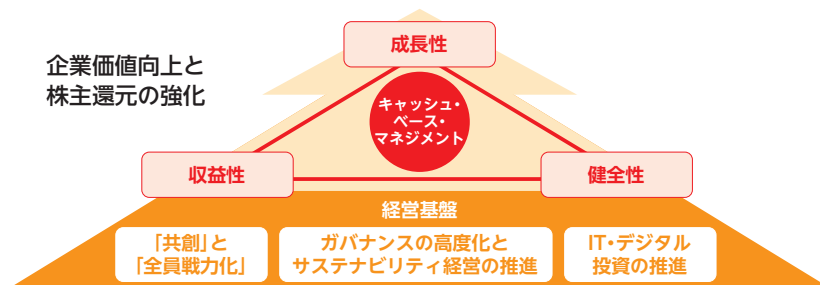 企業価値向上と
株主還元の強化
成長性
キャッシュ・
ベース・
マネジメント
収益性
健全性
経営基盤
「共創」と
「全員戦力化」
ガバナンスの高度化と
サステナビリティ経営の推進
IT・デジタル
投資の推進